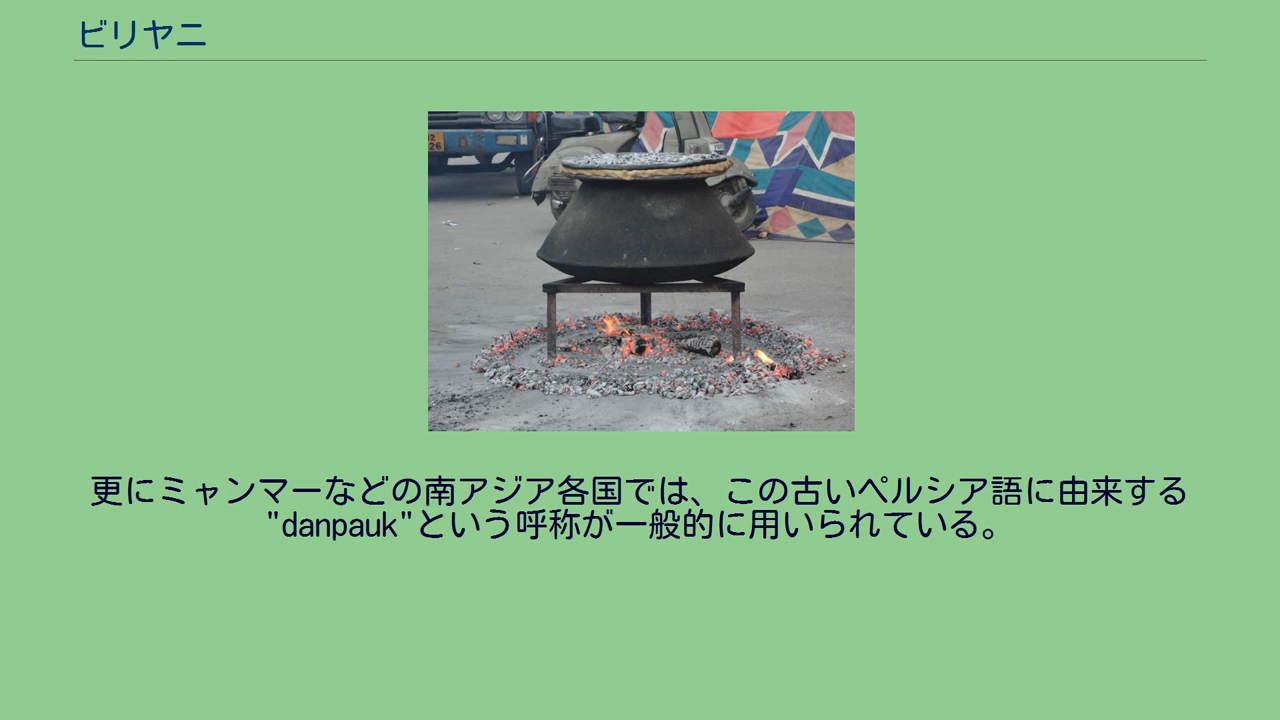 ビリヤニ
更にミャンマーなどの南アジア各国では、この古いペルシア語に由来する
"danpauk"という呼称が一般的に用いられている。